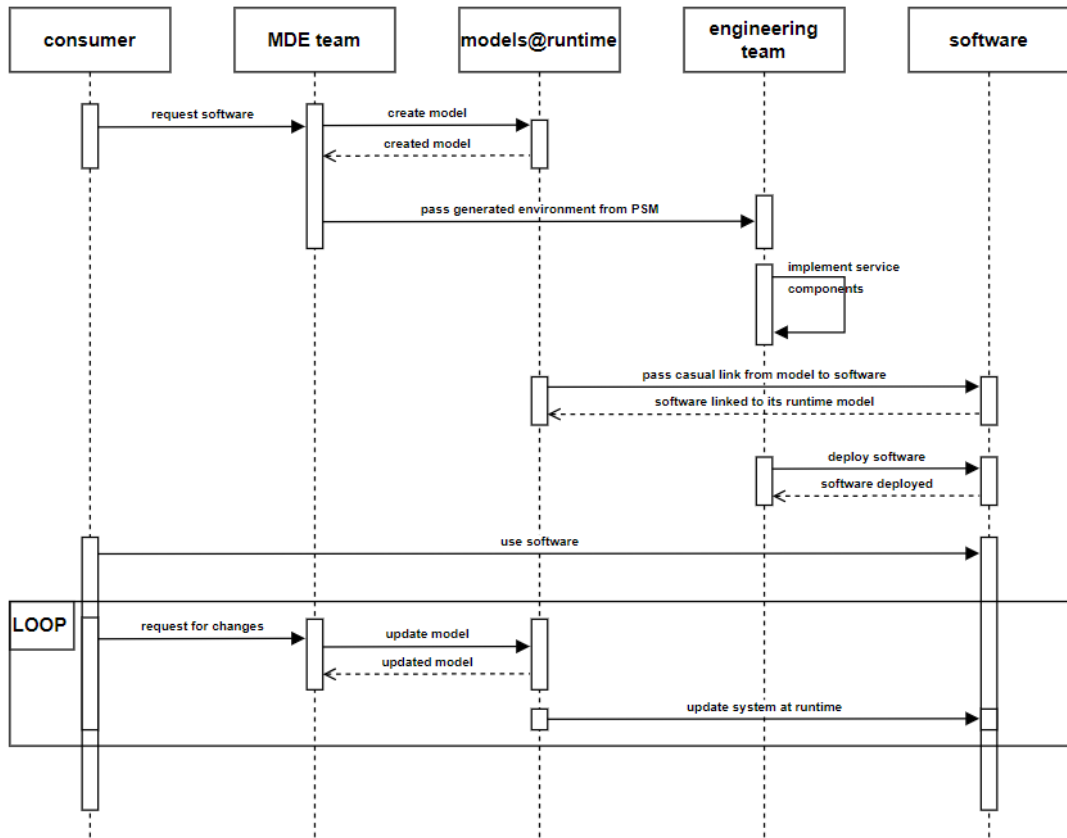 consumer
MDE team
models@runtime
engineering
team
software
request software
create model
created model
pass generated environment from PSM
implement service
components
pass casual link from model to software
software linked to its runtime model
deploy software
software deployed
use software
LOOP
request for changes
update model
updated model
update system at runtime